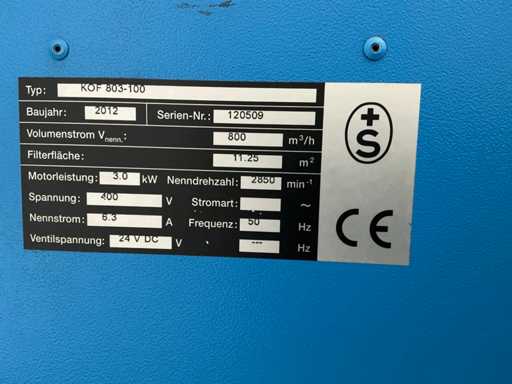 Typ: KOF 803-100
Baujahr: 2012 Serien-Nr.: 120509
Volumenstrom Vnenn.: 800 m³/h
Filterfläche: 11.25 m²
Motorleistung: 3.0 kW Nenndrehzahl: 2850 min⁻¹
Spannung: 400 V Stromart: ~
Nennstrom: 6.3 A Frequenz: 50 Hz
Ventilspannung: 24 V DC V --- Hz
+S
CE